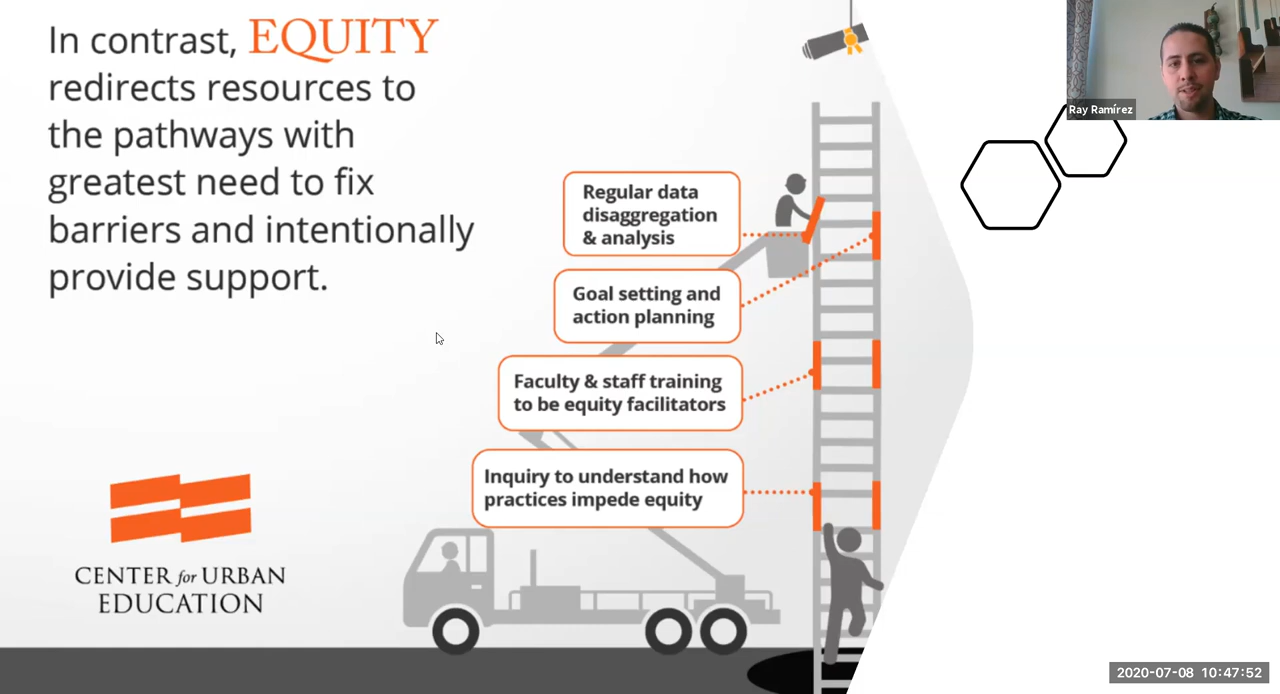 In contrast, EQUITY
redirects resources to
the pathways with
greatest need to fix
barriers and intentionally
provide support.
Regular data
disaggregation
& analysis
Goal setting and
action planning
Faculty & staff training
to be equity facilitators
Inquiry to understand how
practices impede equity
CENTER for URBAN
EDUCATION
Ray Ramírez
2020-07-08 10:47:52